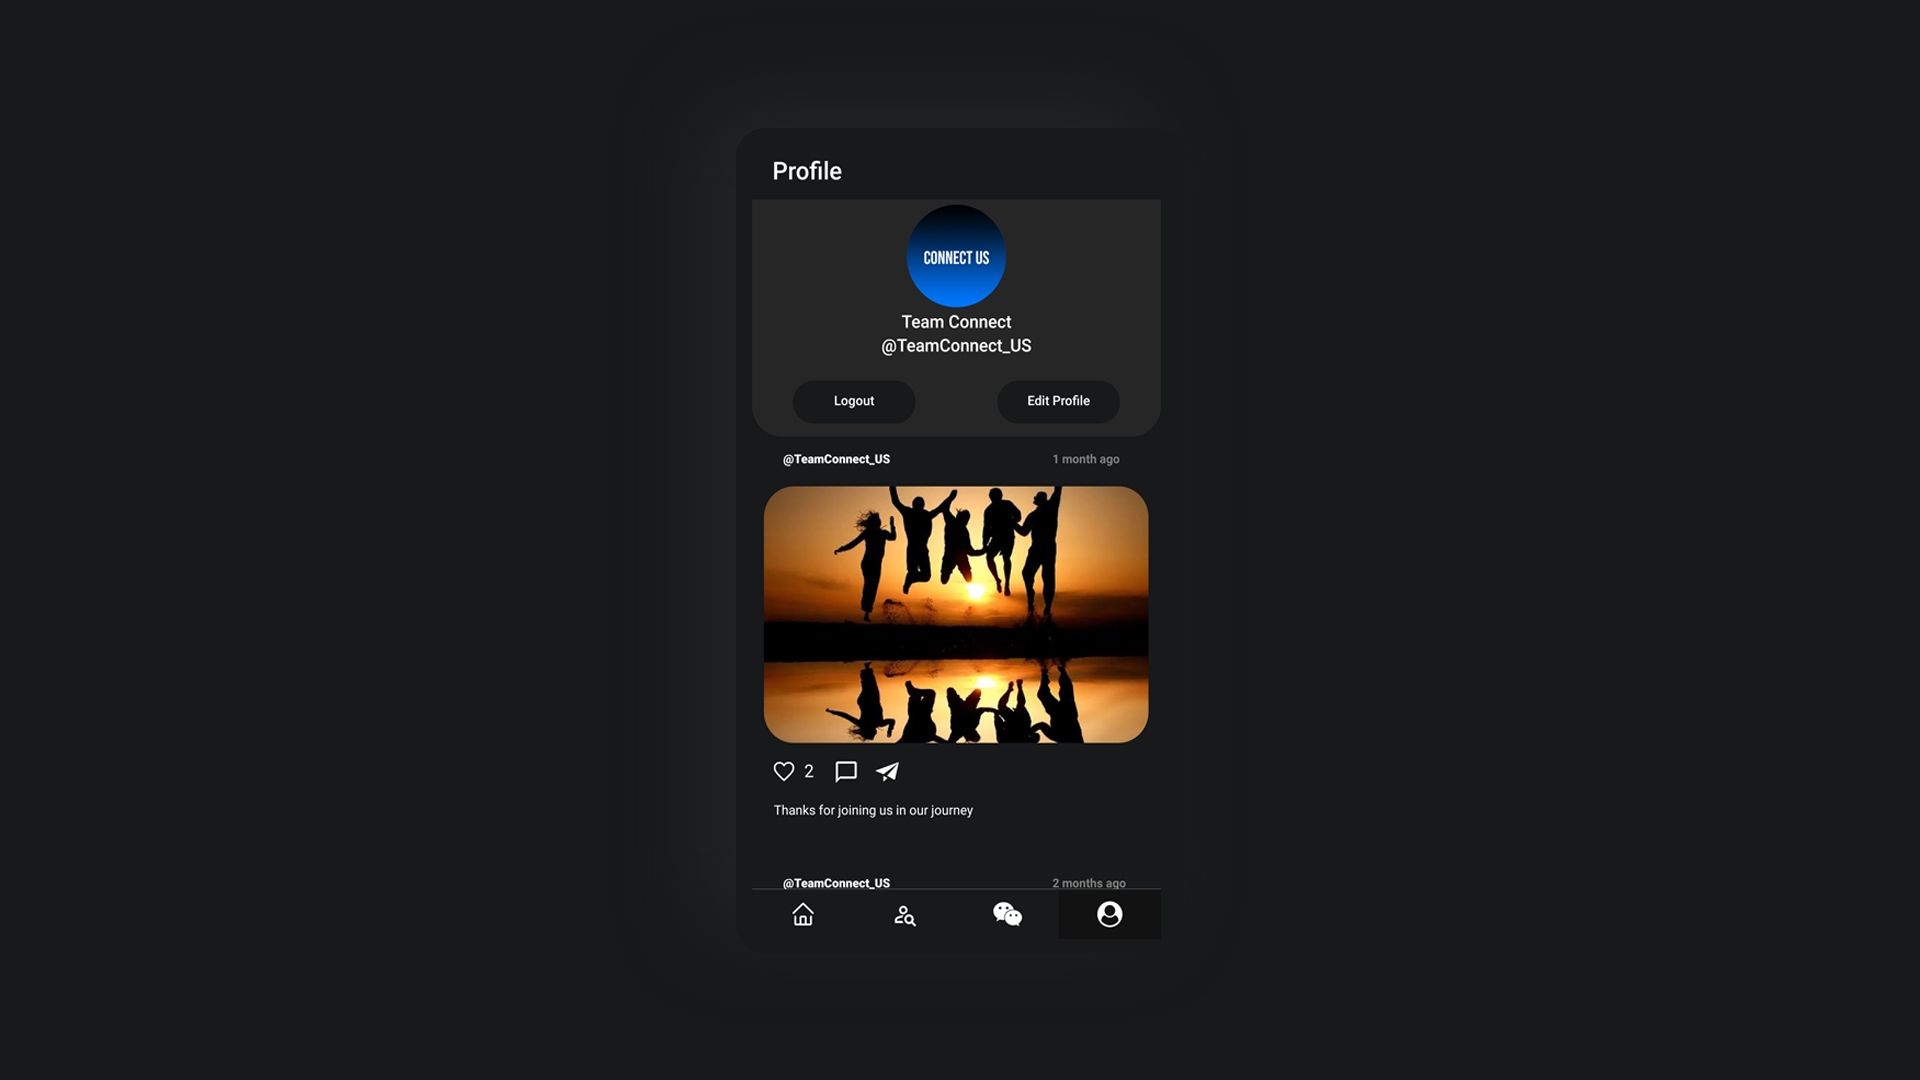 Profile
CONNECT US
Team Connect
@TeamConnect_US
Logout
Edit Profile
@TeamConnect_US
1 month ago
2
Thanks for joining us in our journey
@TeamConnect_US
2 months ago